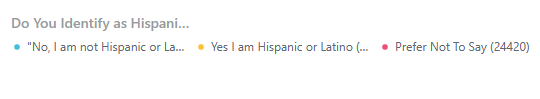 Do You Identify as Hispani...
"No, I am not Hispanic or La... Yes I am Hispanic or Latino (... Prefer Not To Say (24420)